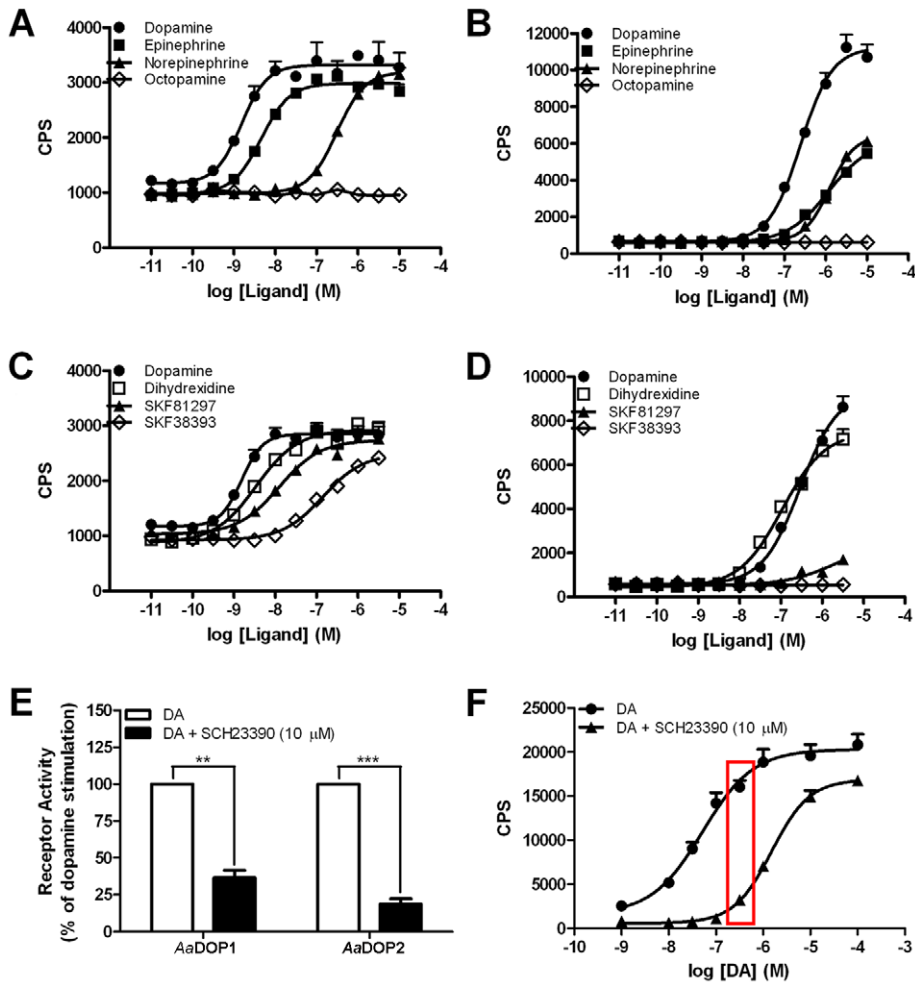 A
CPS
4000
3000
2000
1000
0
Dopamine
Epinephrine
Norepinephrine
Octopamine
-11 -10 -9 -8 -7 -6 -5 -4
log [Ligand] (M)
B
CPS
12000
10000
8000
6000
4000
2000
0
Dopamine
Epinephrine
Norepinephrine
Octopamine
-11 -10 -9 -8 -7 -6 -5 -4 -3
log [Ligand] (M)
C
CPS
4000
3000
2000
1000
0
Dopamine
Dihydrexidine
SKF81297
SKF38393
-11 -10 -9 -8 -7 -6 -5 -4
log [Ligand] (M)
D
CPS
10000
8000
6000
4000
2000
0
Dopamine
Dihydrexidine
SKF81297
SKF38393
-11 -10 -9 -8 -7 -6 -5 -4
log [Ligand] (M)
E
Receptor Activity
(% of dopamine stimulation)
150
125
100
75
50
25
0
DA
DA + SCH23390 (10 µM)
**
***
AaDOP1 AaDOP2
F
CPS
25000
20000
15000
10000
5000
0
DA
DA + SCH23390 (10 µM)
-10 -9 -8 -7 -6 -5 -4 -3
log [DA] (M)